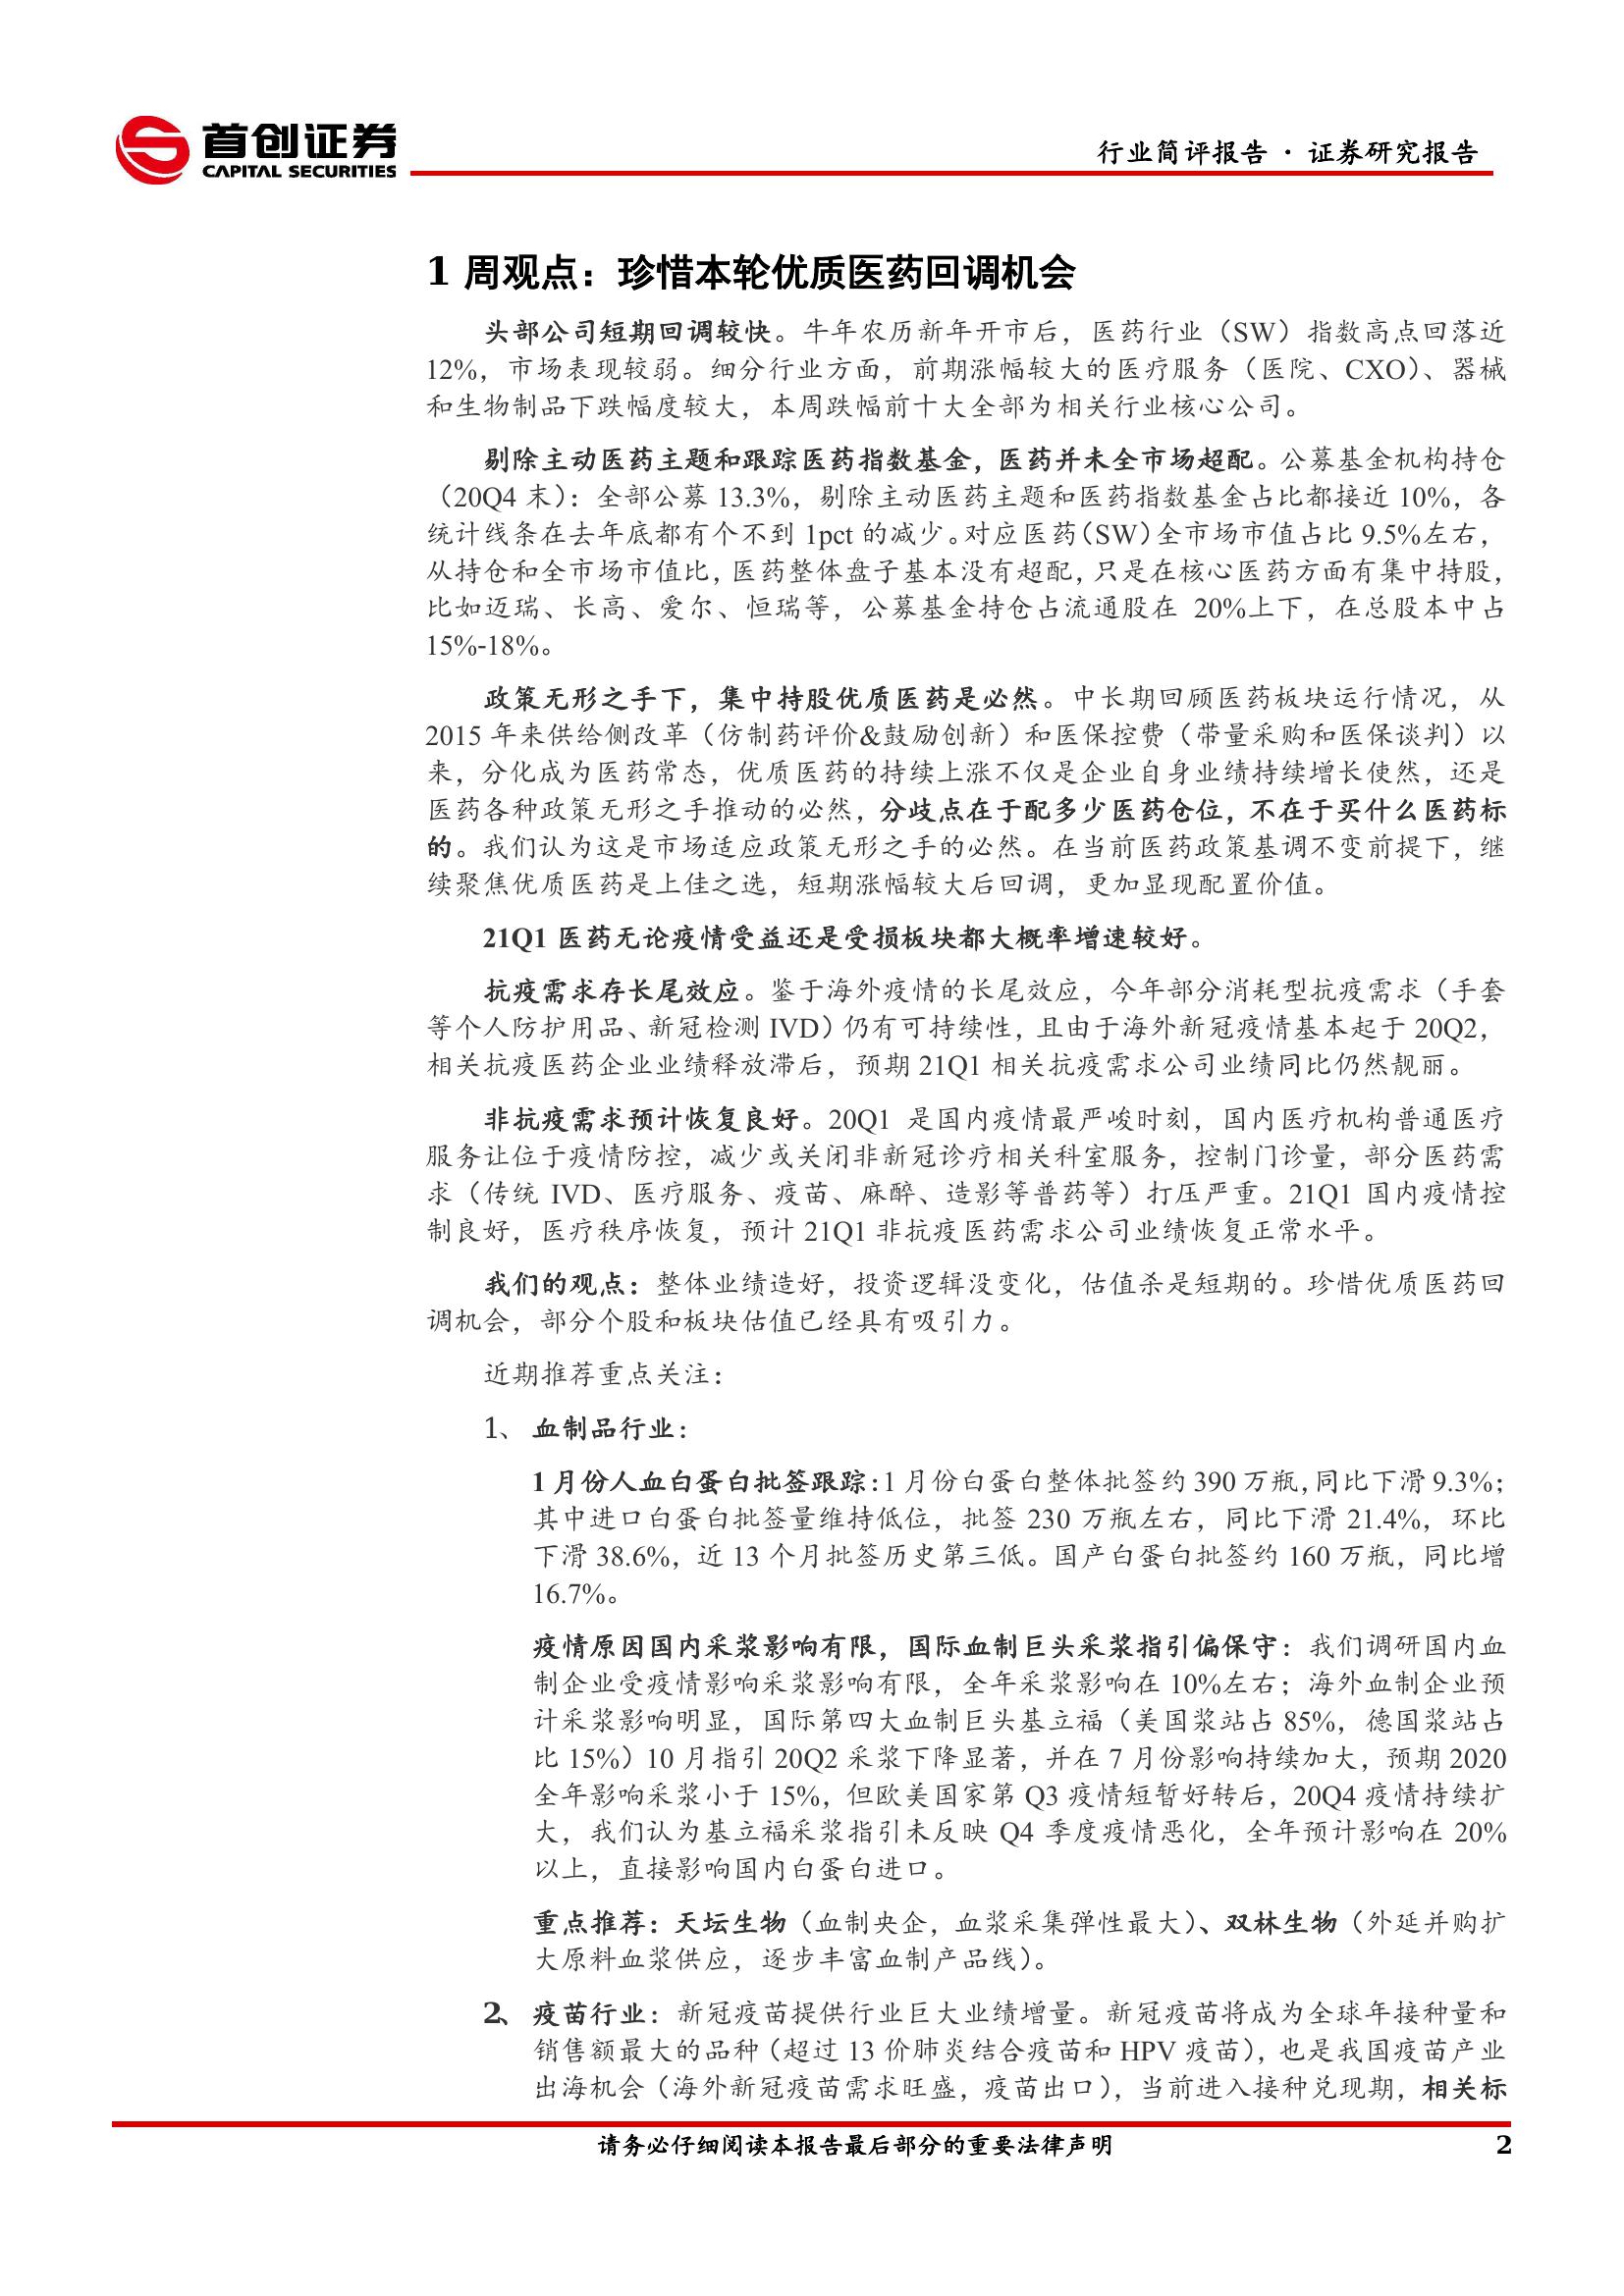 首创证券
CAPITAL SECURITIES
行业简评报告 · 证券研究报告
1 周观点：珍惜本轮优质医药回调机会
头部公司短期回调较快。牛年农历新年开市后，医药行业（SW）指数高点回落近
12%，市场表现较弱。细分行业方面，前期涨幅较大的医疗服务（医院、CXO）、器械
和生物制品下跌幅度较大，本周跌幅前十大全部为相关行业核心公司。
剔除主动医药主题和跟踪医药指数基金，医药并未全市场超配。公募基金机构持仓
（20Q4 末）：全部公募 13.3%，剔除主动医药主题和医药指数基金占比都接近 10%，各
统计线条在去年底都有个不到 1pct 的减少。对应医药（SW）全市场市值占比 9.5%左右，
从持仓和全市场市值比，医药整体盘子基本没有超配，只是在核心医药方面有集中持股，
比如迈瑞、长高、爱尔、恒瑞等，公募基金持仓占流通股在 20%上下，在总股本中占
15%-18%。
政策无形之手下，集中持股优质医药是必然。中长期回顾医药板块运行情况，从
2015 年来供给侧改革（仿制药评价&鼓励创新）和医保控费（带量采购和医保谈判）以
来，分化成为医药常态，优质医药的持续上涨不仅是企业自身业绩持续增长使然，还是
医药各种政策无形之手推动的必然，分歧点在于配多少医药仓位，不在于买什么医药标
的。我们认为这是市场适应政策无形之手的必然。在当前医药政策基调不变前提下，继
续聚焦优质医药是上佳之选，短期涨幅较大后回调，更加显现配置价值。
21Q1 医药无论疫情受益还是受损板块都大概率增速较好。
抗疫需求存长尾效应。鉴于海外疫情的长尾效应，今年部分消耗型抗疫需求（手套
等个人防护用品、新冠检测 IVD）仍有可持续性，且由于海外新冠疫情基本起于 20Q2，
相关抗疫医药企业业绩释放滞后，预期 21Q1 相关抗疫需求公司业绩同比仍然靓丽。
非抗疫需求预计恢复良好。20Q1 是国内疫情最严峻时刻，国内医疗机构普通医疗
服务让位于疫情防控，减少或关闭非新冠诊疗相关科室服务，控制门诊量，部分医药需
求（传统 IVD、医疗服务、疫苗、麻醉、造影等普药等）打压严重。21Q1 国内疫情控
制良好，医疗秩序恢复，预计 21Q1 非抗疫医药需求公司业绩恢复正常水平。
我们的观点：整体业绩造好，投资逻辑没变化，估值杀是短期的。珍惜优质医药回
调机会，部分个股和板块估值已经具有吸引力。
近期推荐重点关注：
1、 血制品行业：
1 月份人血白蛋白批签跟踪：1 月份白蛋白整体批签约 390 万瓶，同比下滑 9.3%；
其中进口白蛋白批签量维持低位，批签 230 万瓶左右，同比下滑 21.4%，环比
下滑 38.6%，近 13 个月批签历史第三低。国产白蛋白批签约 160 万瓶，同比增
16.7%。
疫情原因国内采浆影响有限，国际血制巨头采浆指引偏保守：我们调研国内血
制企业受疫情影响采浆影响有限，全年采浆影响在 10%左右；海外血制企业预
计采浆影响明显，国际第四大血制巨头基立福（美国浆站占 85%，德国浆站占
比 15%）10 月指引 20Q2 采浆下降显著，并在 7 月份影响持续加大，预期 2020
全年影响采浆小于 15%，但欧美国家第 Q3 疫情短暂好转后，20Q4 疫情持续扩
大，我们认为基立福采浆指引未反映 Q4 季度疫情恶化，全年预计影响在 20%
以上，直接影响国内白蛋白进口。
重点推荐：天坛生物（血制央企，血浆采集弹性最大）、双林生物（外延并购扩
大原料血浆供应，逐步丰富血制产品线）。
2、 疫苗行业：新冠疫苗提供行业巨大业绩增量。新冠疫苗将成为全球年接种量和
销售额最大的品种（超过 13 价肺炎结合疫苗和 HPV 疫苗），也是我国疫苗产业
出海机会（海外新冠疫苗需求旺盛，疫苗出口），当前进入接种兑现期，相关标
请务必仔细阅读本报告最后部分的重要法律声明
2